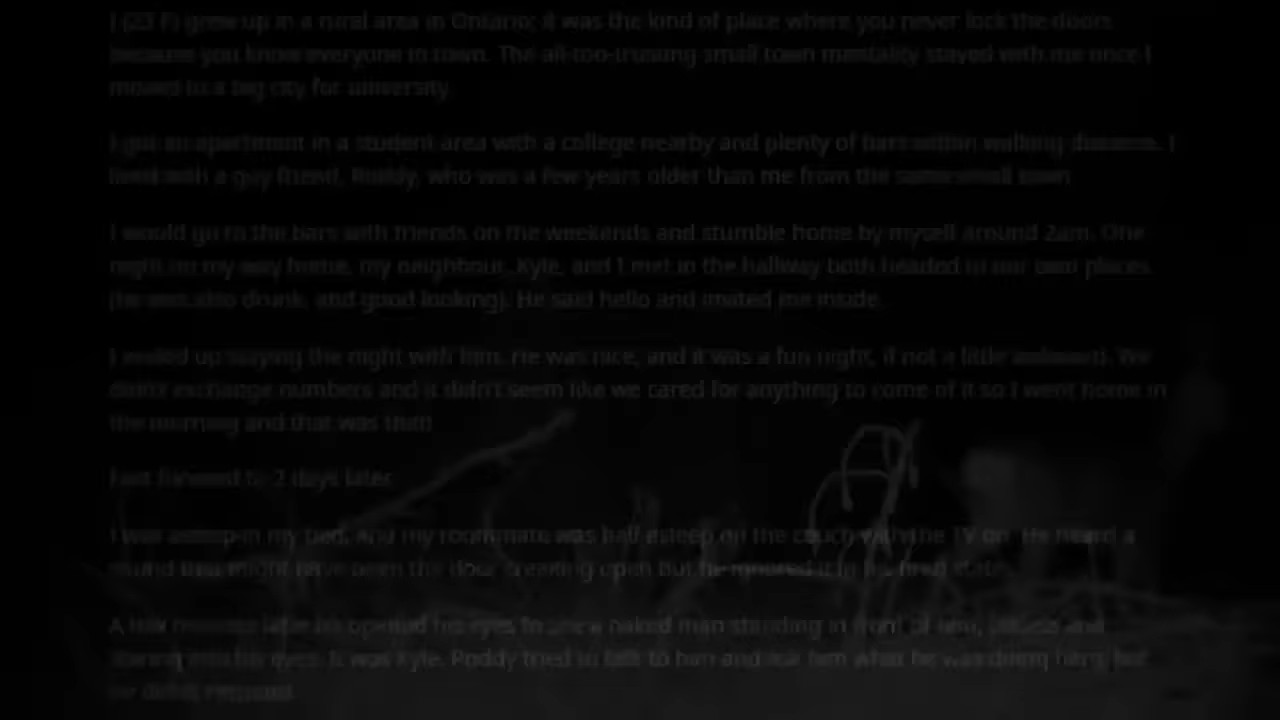 I (23 F) grew up in a rural area in Ontario; it was the kind of place where you never lock the doors
because you know everyone in town. The all-too-trusting small town mentality stayed with me once I
moved to a big city for university.
I got an apartment in a student area with a college nearby and plenty of bars within walking distance. I
lived with a guy friend, Roddy, who was a few years older than me from the same small town.
I would go to the bars with friends on the weekends and stumble home by myself around 2am. One
night on my way home, my neighbour, Kyle, and I met in the hallway both headed to our own places
(he was also drunk, and good looking). He said hello and invited me inside.
I ended up staying the night with him. He was nice, and it was a fun night, if not a little awkward. We
didn't exchange numbers and it didn't seem like we cared for anything to come of it so I went home in
the morning and that was that!
Fast forward to 2 days later
I was asleep in my bed. And my roommate was half asleep on the couch with the TV on. He heard a
sound that might have been the door creaking open but he ignored it in his tired state.
A few minutes later he opened his eyes to see a naked man standing in front of him, and
staring into his eyes. It was Kyle. Roddy tried to talk to him and ask him what he was doing here, but
he didn't respond.